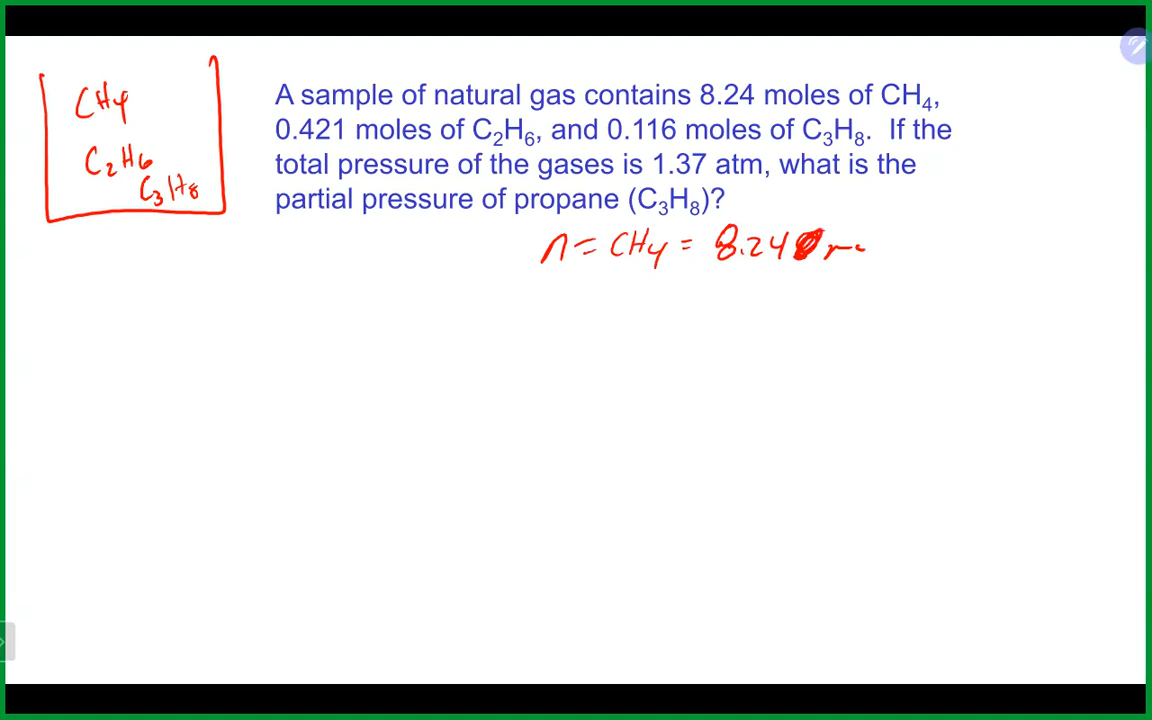 CH4
C2H6
C3H8
A sample of natural gas contains 8.24 moles of CH₄,
0.421 moles of C₂H₆, and 0.116 moles of C₃H₈. If the
total pressure of the gases is 1.37 atm, what is the
partial pressure of propane (C₃H₈)?
n = CH4 = 8.24